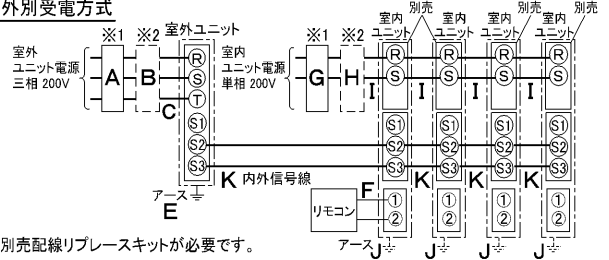 外別受電方式
※1 ※2 室外ユニット
※1 ※2
室内ユニット 別売 室内ユニット 別売 室内ユニット 別売 室内ユニット 別売
室外
ユニット電源
三相 200V
A B C
R
S
T
S1
S2
S3
室内
ユニット電源
単相 200V
G H I I I I
R R R R
S S S S
S1 S1 S1 S1
S2 S2 S2 S2
S3 S3 S3 S3
K 内外信号線 K K K
アース
E
リモコン F
① ① ① ①
② ② ② ②
アース J J J J
別売配線リプレースキットが必要です。